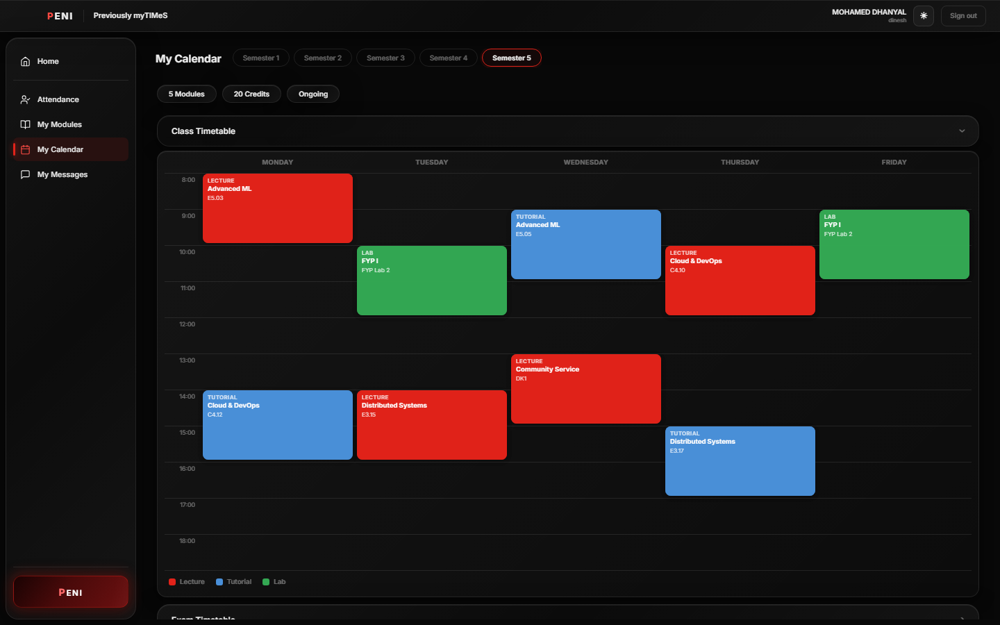 PENI
Previously myTIMeS
MOHAMED DHANYAL
dinesh
Sign out
Home
Attendance
My Modules
My Calendar
My Messages
PENI
My Calendar
Semester 1
Semester 2
Semester 3
Semester 4
Semester 5
5 Modules
20 Credits
Ongoing
Class Timetable
MONDAY
TUESDAY
WEDNESDAY
THURSDAY
FRIDAY
8:00
LECTURE
Advanced ML
E5.03
9:00
TUTORIAL
Advanced ML
E5.05
LAB
FYP I
FYP Lab 2
10:00
LAB
FYP I
FYP Lab 2
LECTURE
Cloud & DevOps
C4.10
11:00
12:00
13:00
LECTURE
Community Service
DK1
14:00
TUTORIAL
Cloud & DevOps
C4.12
LECTURE
Distributed Systems
E3.15
15:00
TUTORIAL
Distributed Systems
E3.17
16:00
17:00
18:00
Lecture
Tutorial
Lab
Exam Timetable